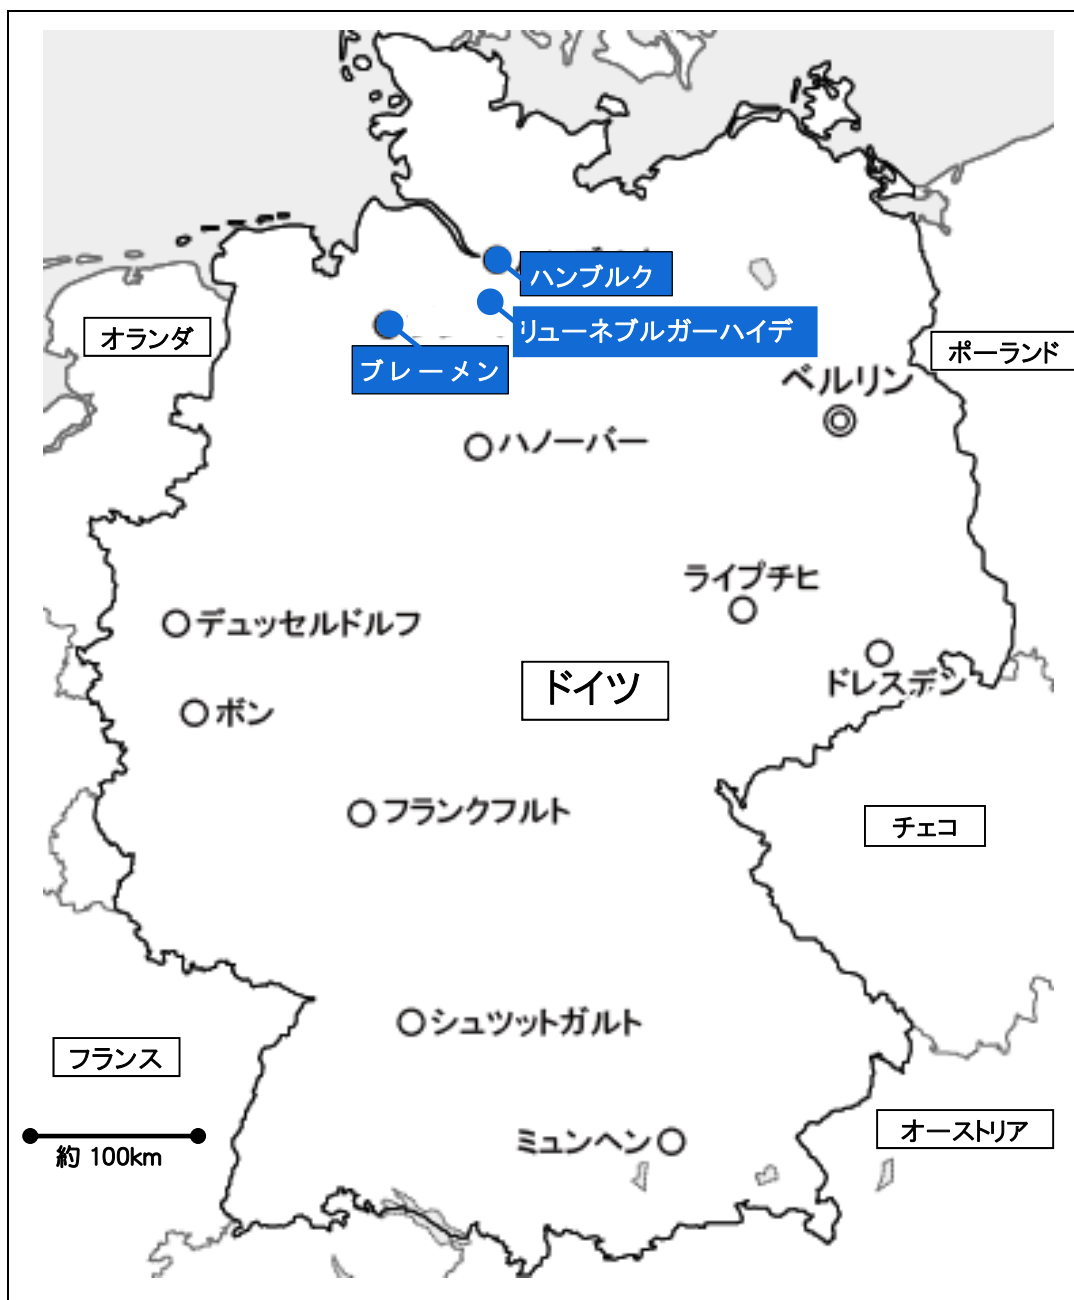 ハンブルク
リューネブルガーハイデ
オランダ
ブレーメン
ポーランド
ベルリン
ハノーバー
ライプチヒ
デュッセルドルフ
ドイツ
ドレスデン
ボン
フランクフルト
チェコ
シュツットガルト
フランス
オーストリア
ミュンヘン
約 100km